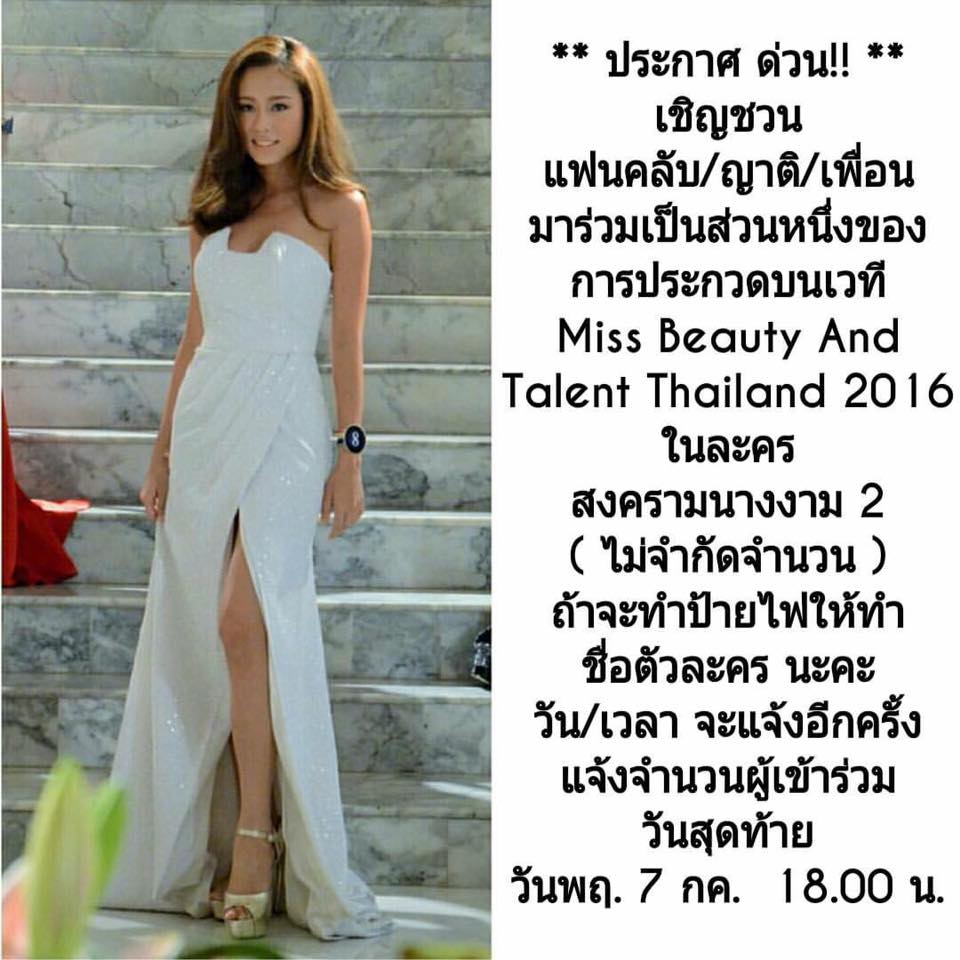 ** ประกาศ ด่วน!! **
เชิญชวน
แฟนคลับ/ญาติ/เพื่อน
มาร่วมเป็นส่วนหนึ่งของ
การประกวดบนเวที
Miss Beauty And
Talent Thailand 2016
ในละคร
สงครามนางงาม 2
( ไม่จำกัดจำนวน )
ถ้าจะทำป้ายไฟให้ทำ
ชื่อตัวละคร นะคะ
วัน/เวลา จะแจ้งอีกครั้ง
แจ้งจำนวนผู้เข้าร่วม
วันสุดท้าย
วันพฤ. 7 กค. 18.00 น.
8